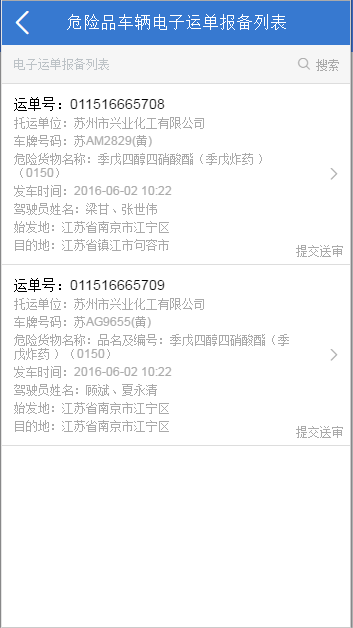 危险品车辆电子运单报备列表
电子运单报备列表
搜索
运单号：011516665708
托运单位：苏州市兴业化工有限公司
车牌号码：苏AM2829(黄)
危险货物名称：季戊四醇四硝酸酯（季戊炸药 ）
（0150）
发车时间：2016-06-02 10:22
驾驶员姓名：梁甘、张世伟
始发地：江苏省南京市江宁区
目的地：江苏省镇江市句容市
提交送审
运单号：011516665709
托运单位：苏州市兴业化工有限公司
车牌号码：苏AG9655(黄)
危险货物名称：品名及编号：季戊四醇四硝酸酯（季
戊炸药 ）（0150）
发车时间：2016-06-02 10:22
驾驶员姓名：顾斌、夏永清
始发地：江苏省南京市江宁区
目的地：江苏省南京市江宁区
提交送审